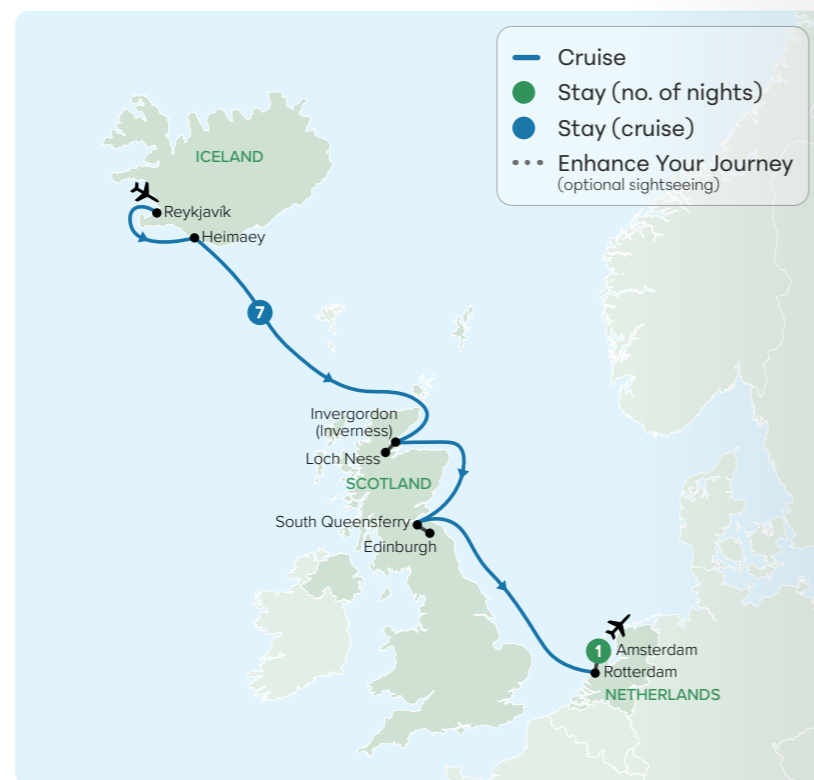 Cruise
Stay (no. of nights)
Stay (cruise)
Enhance Your Journey
(optional sightseeing)
ICELAND
Reykjavík
Heimaey
7
Invergordon
(Inverness)
Loch Ness
SCOTLAND
South Queensferry
Edinburgh
1
Amsterdam
Rotterdam
NETHERLANDS